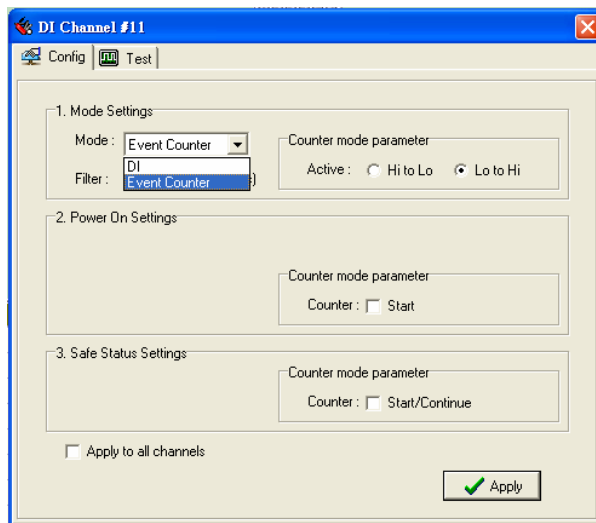 DI Channel #11
Config Test
1. Mode Settings
Mode : Event Counter
DI
Event Counter
Filter :
Counter mode parameter
Active : Hi to Lo Lo to Hi
2. Power On Settings
Counter mode parameter
Counter : Start
3. Safe Status Settings
Counter mode parameter
Counter : Start/Continue
Apply to all channels
Apply